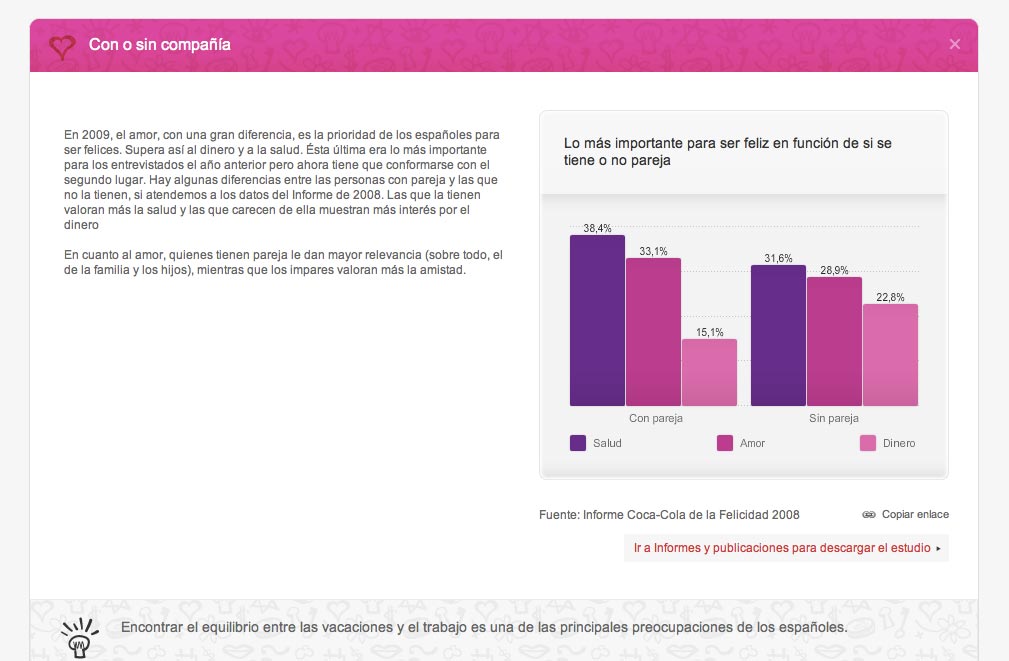 Con o sin compañía
En 2009, el amor, con una gran diferencia, es la prioridad de los españoles para
ser felices. Supera así al dinero y a la salud. Ésta última era lo más importante
para los entrevistados el año anterior pero ahora tiene que conformarse con el
segundo lugar. Hay algunas diferencias entre las personas con pareja y las que
no la tienen, si atendemos a los datos del Informe de 2008. Las que la tienen
valoran más la salud y las que carecen de ella muestran más interés por el
dinero
En cuanto al amor, quienes tienen pareja le dan mayor relevancia (sobre todo, el
de la familia y los hijos), mientras que los impares valoran más la amistad.
Lo más importante para ser feliz en función de si se
tiene o no pareja
38,4%
33,1%
15,1%
31,6%
28,9%
22,8%
Con pareja
Sin pareja
Salud
Amor
Dinero
Fuente: Informe Coca-Cola de la Felicidad 2008
Copiar enlace
Ir a Informes y publicaciones para descargar el estudio
Encontrar el equilibrio entre las vacaciones y el trabajo es una de las principales preocupaciones de los españoles.